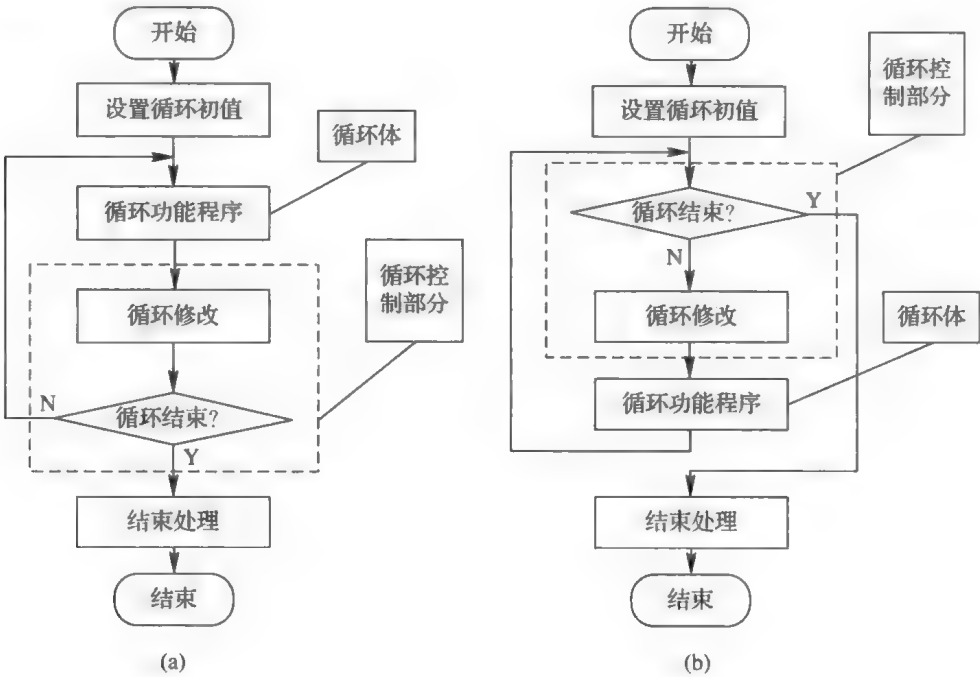 开始
设置循环初值
循环体
循环功能程序
循环控
制部分
循环修改
N
循环结束?
Y
结束处理
结束
(a)
开始
循环控
制部分
设置循环初值
循环结束?
Y
N
循环修改
循环体
循环功能程序
结束处理
结束
(b)